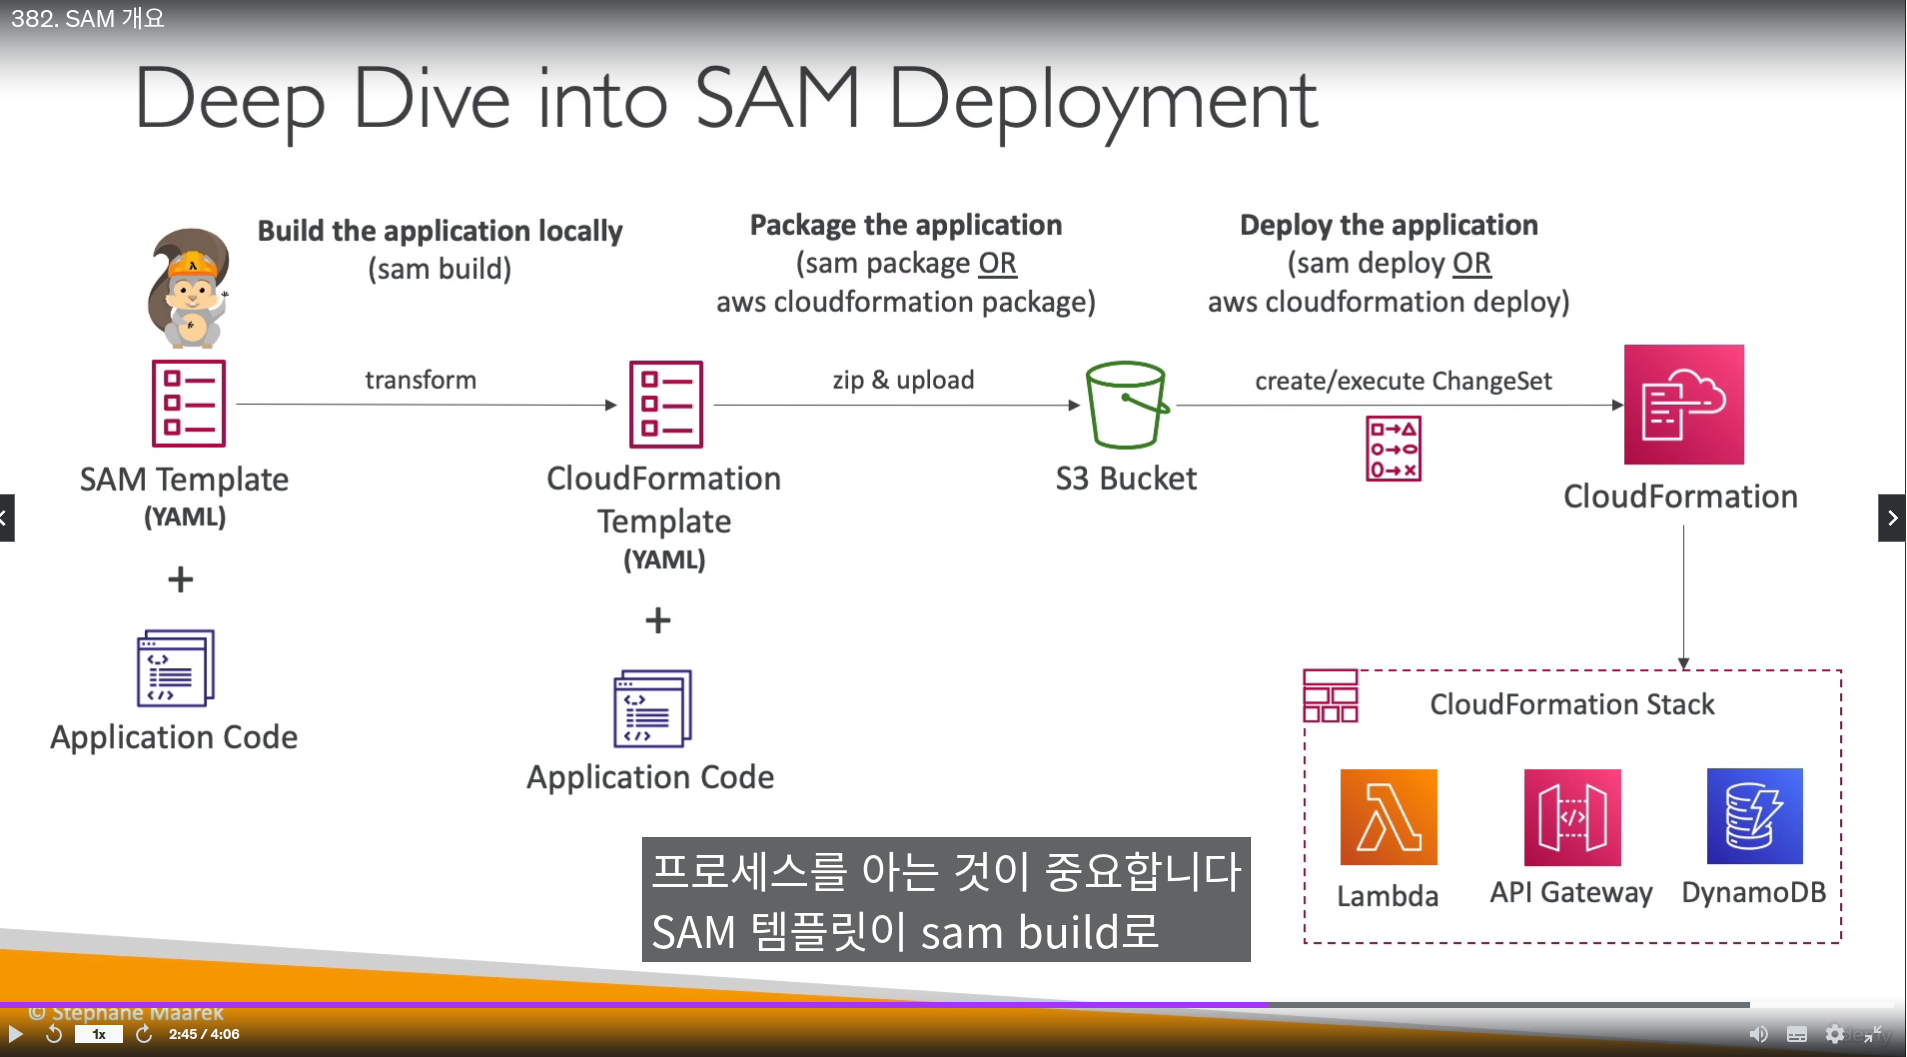 382. SAM 개요
Deep Dive into SAM Deployment
Build the application locally
(sam build)
Package the application
(sam package OR
aws cloudformation package)
Deploy the application
(sam deploy OR
aws cloudformation deploy)
transform
zip & upload
create/execute ChangeSet
SAM Template
(YAML)
+
Application Code
CloudFormation
Template
(YAML)
+
Application Code
S3 Bucket
CloudFormation
CloudFormation Stack
Lambda
API Gateway
DynamoDB
프로세스를 아는 것이 중요합니다
SAM 템플릿이 sam build로
© Stephane Maarek
1x
2:45 / 4:06